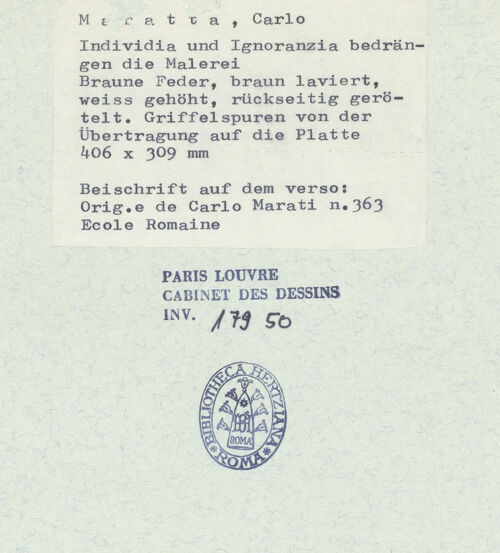 Maratta, Carlo
Individia und Ignoranzia bedrän-
gen die Malerei
Braune Feder, braun laviert,
weiss gehöht, rückseitig gerö-
telt. Griffelspuren von der
Übertragung auf die Platte
406 x 309 mm
Beischrift auf dem verso:
Orig.e de Carlo Marati n.363
Ecole Romaine
PARIS LOUVRE
CABINET DES DESSINS
INV. 179 50
BIBLIOTHECA HERTZIANA
ROMA
ROMA